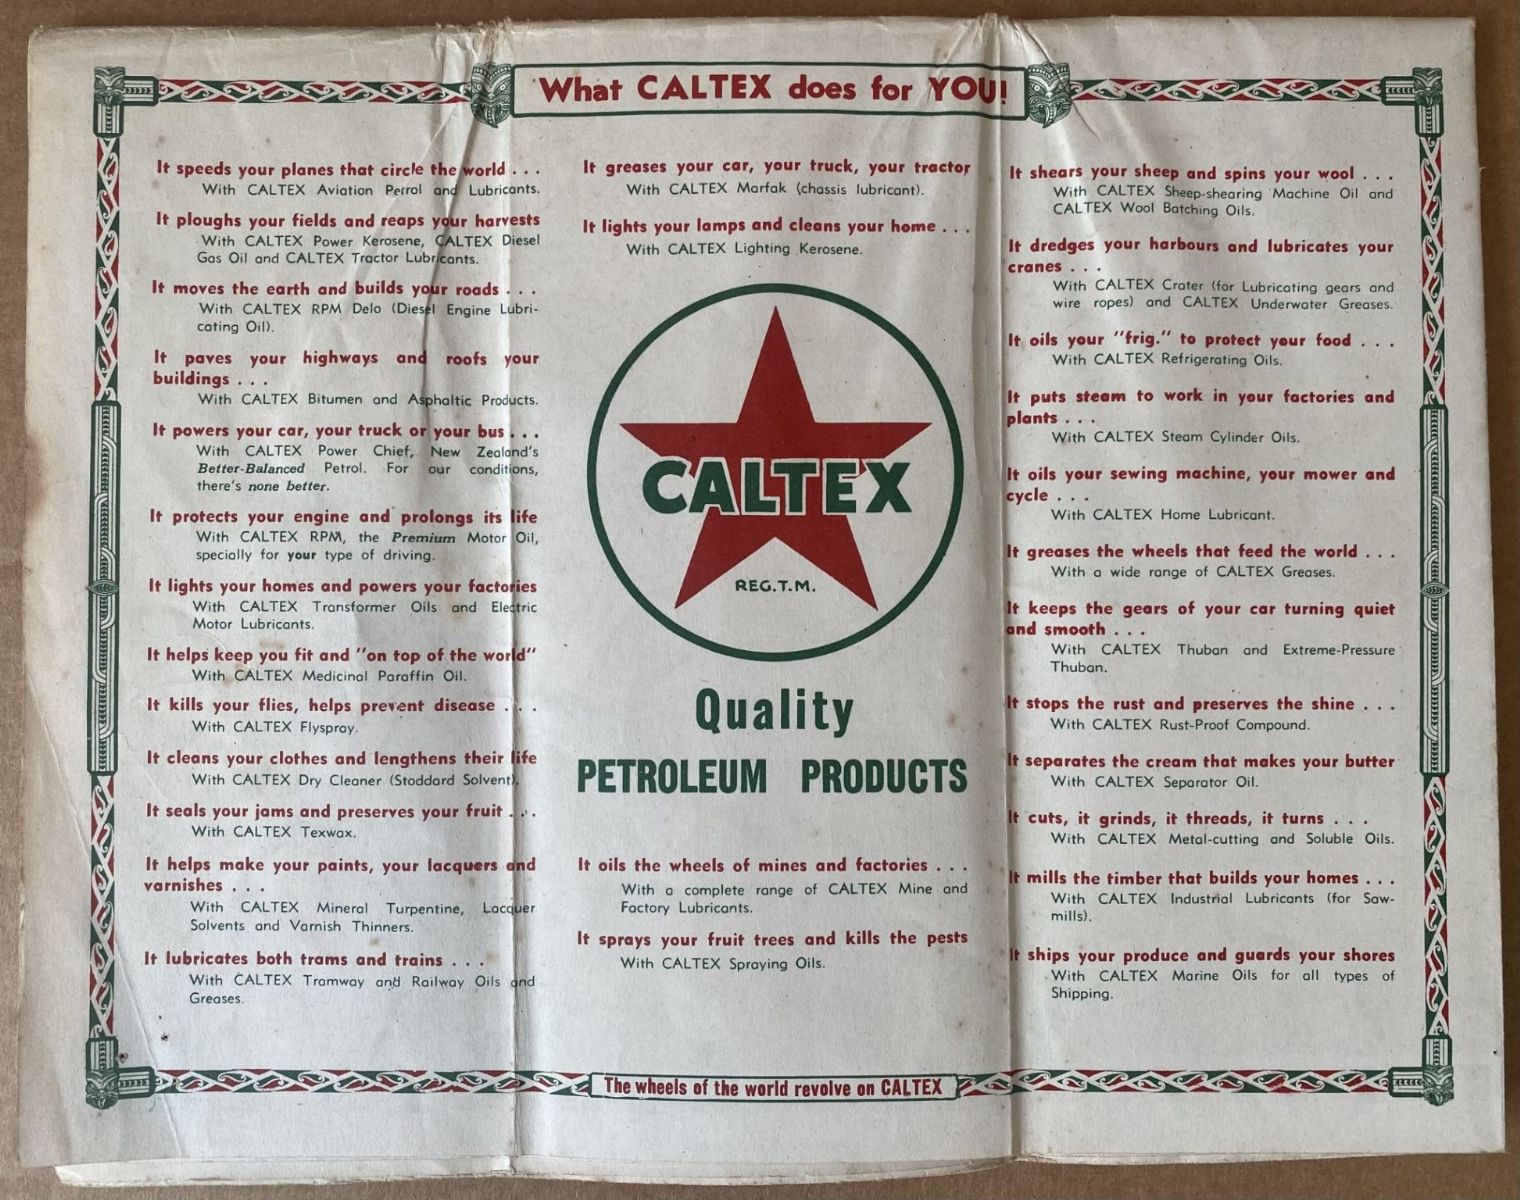 What CALTEX does for YOU!
It speeds your planes that circle the world . . .
With CALTEX Aviation Petrol and Lubricants.
It ploughs your fields and reaps your harvests
With CALTEX Power Kerosene, CALTEX Diesel
Gas Oil and CALTEX Tractor Lubricants.
It moves the earth and builds your roads . . .
With CALTEX RPM Delo (Diesel Engine Lubri-
cating Oil).
It paves your highways and roofs your
buildings . . .
With CALTEX Bitumen and Asphaltic Products.
It powers your car, your truck or your bus . . .
With CALTEX Power Chief, New Zealand's
Better-Balanced Petrol. For our conditions,
there's none better.
It protects your engine and prolongs its life
With CALTEX RPM, the Premium Motor Oil,
specially for your type of driving.
It lights your homes and powers your factories
With CALTEX Transformer Oils and Electric
Motor Lubricants.
It helps keep you fit and "on top of the world"
With CALTEX Medicinal Paraffin Oil.
It kills your flies, helps prevent disease . . .
With CALTEX Flyspray.
It cleans your clothes and lengthens their life
With CALTEX Dry Cleaner (Stoddard Solvent).
It seals your jams and preserves your fruit . . .
With CALTEX Texwax.
It helps make your paints, your lacquers and
varnishes . . .
With CALTEX Mineral Turpentine, Lacquer
Solvents and Varnish Thinners.
It lubricates both trams and trains . . .
With CALTEX Tramway and Railway Oils and
Greases.
It greases your car, your truck, your tractor
With CALTEX Marfak (chassis lubricant).
It lights your lamps and cleans your home . . .
With CALTEX Lighting Kerosene.
CALTEX
REG.T.M.
Quality
PETROLEUM PRODUCTS
It oils the wheels of mines and factories . . .
With a complete range of CALTEX Mine and
Factory Lubricants.
It sprays your fruit trees and kills the pests
With CALTEX Spraying Oils.
It shears your sheep and spins your wool . . .
With CALTEX Sheep-shearing Machine Oil and
CALTEX Wool Batching Oils.
It dredges your harbours and lubricates your
cranes . . .
With CALTEX Crater (for Lubricating gears and
wire ropes) and CALTEX Underwater Greases.
It oils your "frig." to protect your food . . .
With CALTEX Refrigerating Oils.
It puts steam to work in your factories and
plants . . .
With CALTEX Steam Cylinder Oils.
It oils your sewing machine, your mower and
cycle . . .
With CALTEX Home Lubricant.
It greases the wheels that feed the world . . .
With a wide range of CALTEX Greases.
It keeps the gears of your car turning quiet
and smooth . . .
With CALTEX Thuban and Extreme-Pressure
Thuban.
It stops the rust and preserves the shine . . .
With CALTEX Rust-Proof Compound.
It separates the cream that makes your butter
With CALTEX Separator Oil.
It cuts, it grinds, it threads, it turns . . .
With CALTEX Metal-cutting and Soluble Oils.
It mills the timber that builds your homes . . .
With CALTEX Industrial Lubricants (for Saw-
mills).
It ships your produce and guards your shores
With CALTEX Marine Oils for all types of
Shipping.
The wheels of the world revolve on CALTEX